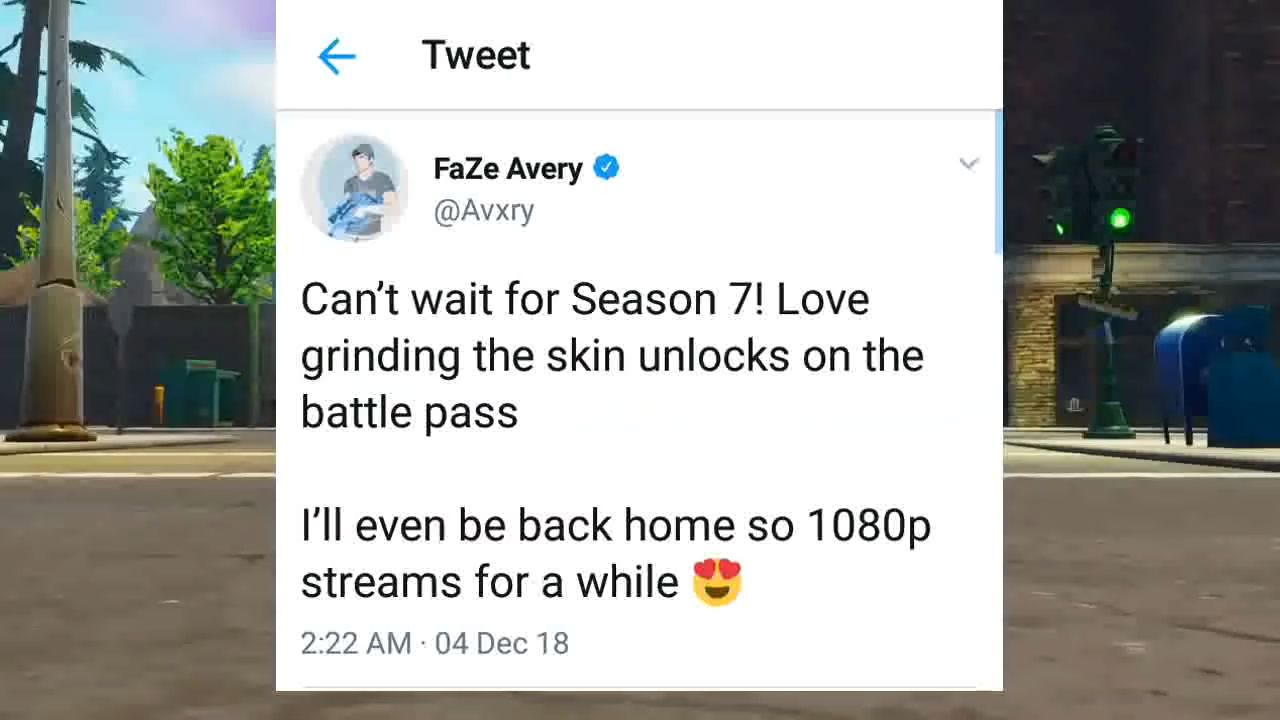 Tweet
FaZe Avery
@Avxry
Can’t wait for Season 7! Love
grinding the skin unlocks on the
battle pass
I’ll even be back home so 1080p
streams for a while 😍
2:22 AM · 04 Dec 18